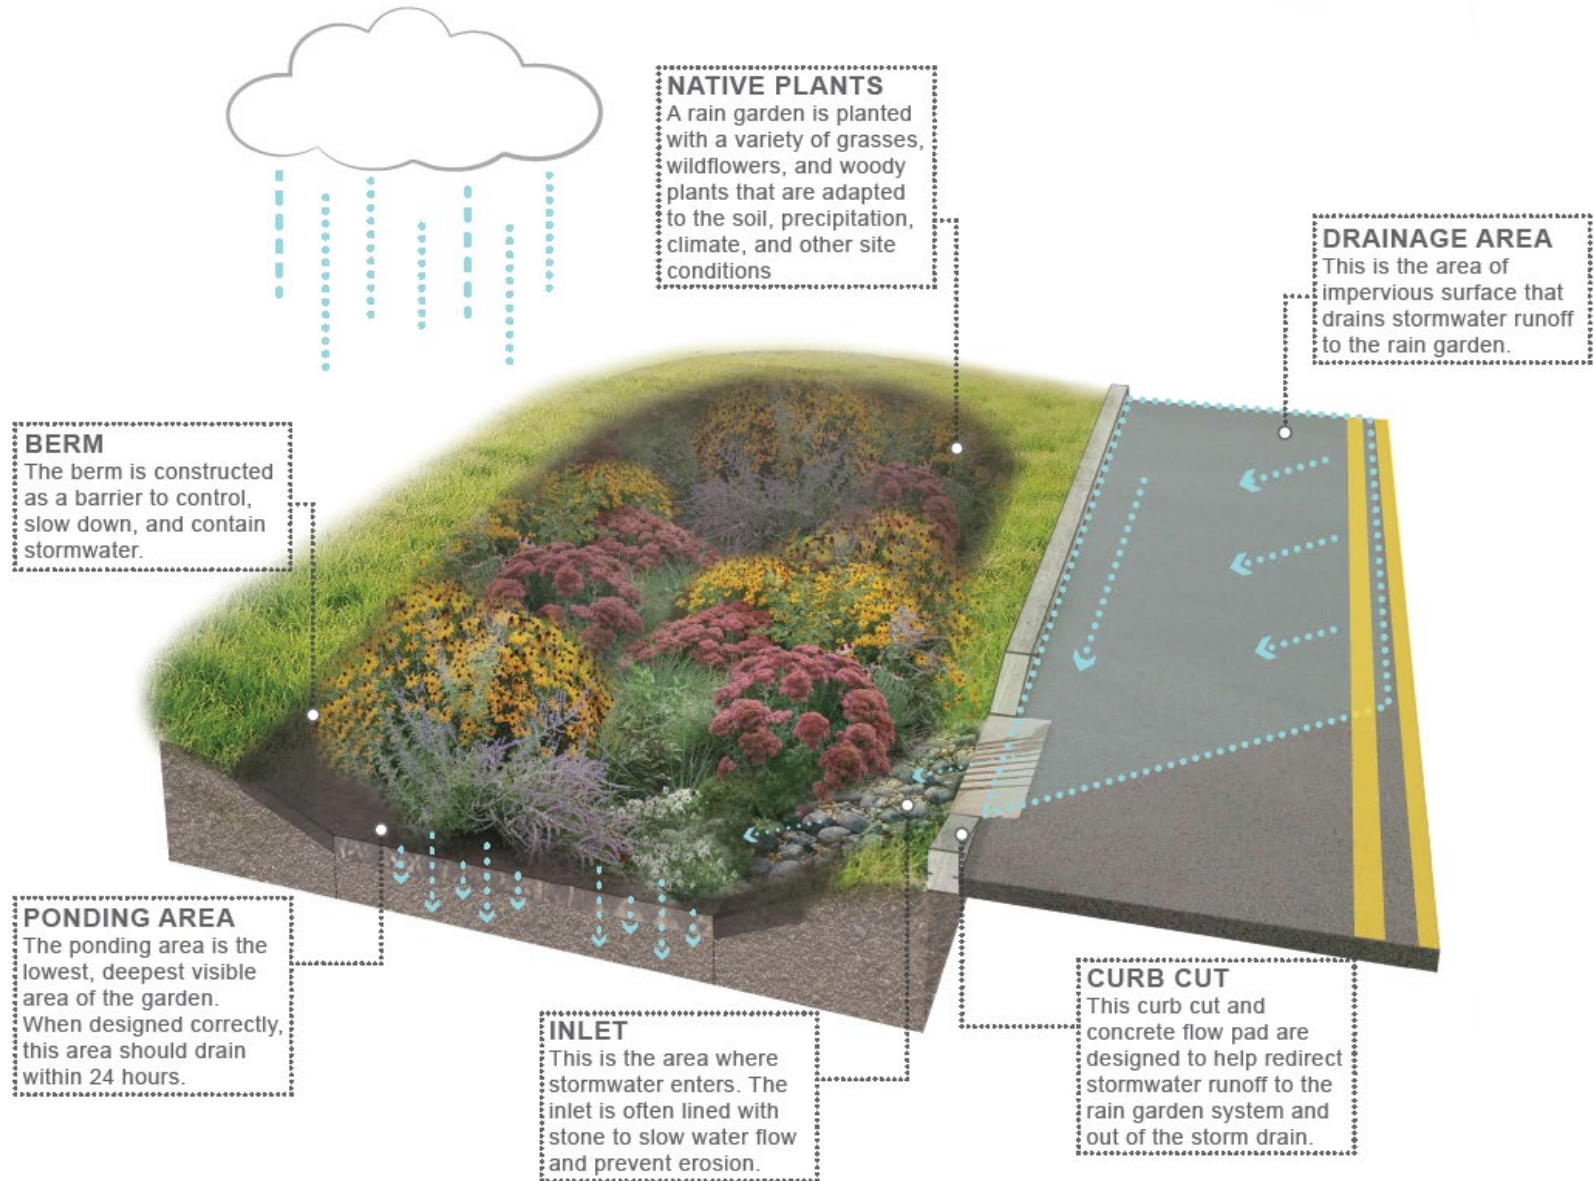 NATIVE PLANTS
A rain garden is planted
with a variety of grasses,
wildflowers, and woody
plants that are adapted
to the soil, precipitation,
climate, and other site
conditions
DRAINAGE AREA
This is the area of
impervious surface that
drains stormwater runoff
to the rain garden.
BERM
The berm is constructed
as a barrier to control,
slow down, and contain
stormwater.
PONDING AREA
The ponding area is the
lowest, deepest visible
area of the garden.
When designed correctly,
this area should drain
within 24 hours.
INLET
This is the area where
stormwater enters. The
inlet is often lined with
stone to slow water flow
and prevent erosion.
CURB CUT
This curb cut and
concrete flow pad are
designed to help redirect
stormwater runoff to the
rain garden system and
out of the storm drain.